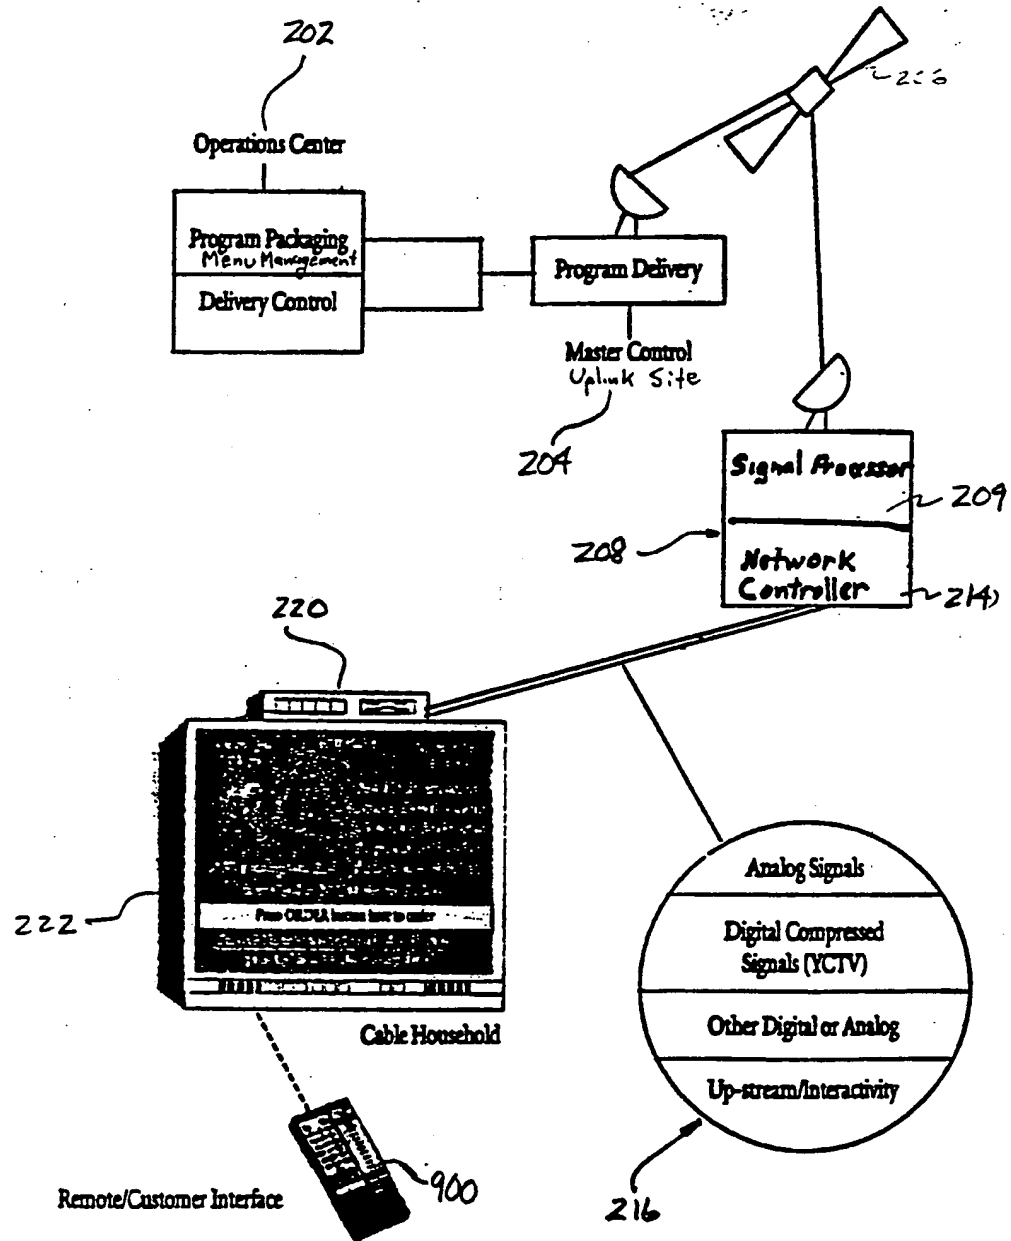 202
Operations Center
Program Packaging
Menu Management
Delivery Control
Program Delivery
Master Control
Uplink Site
204
Signal Processor
209
208
Network
Controller
214
220
222
Cable Household
Analog Signals
Digital Compressed
Signals (YCTV)
Other Digital or Analog
Up-stream/Interactivity
900
Remote/Customer Interface
216